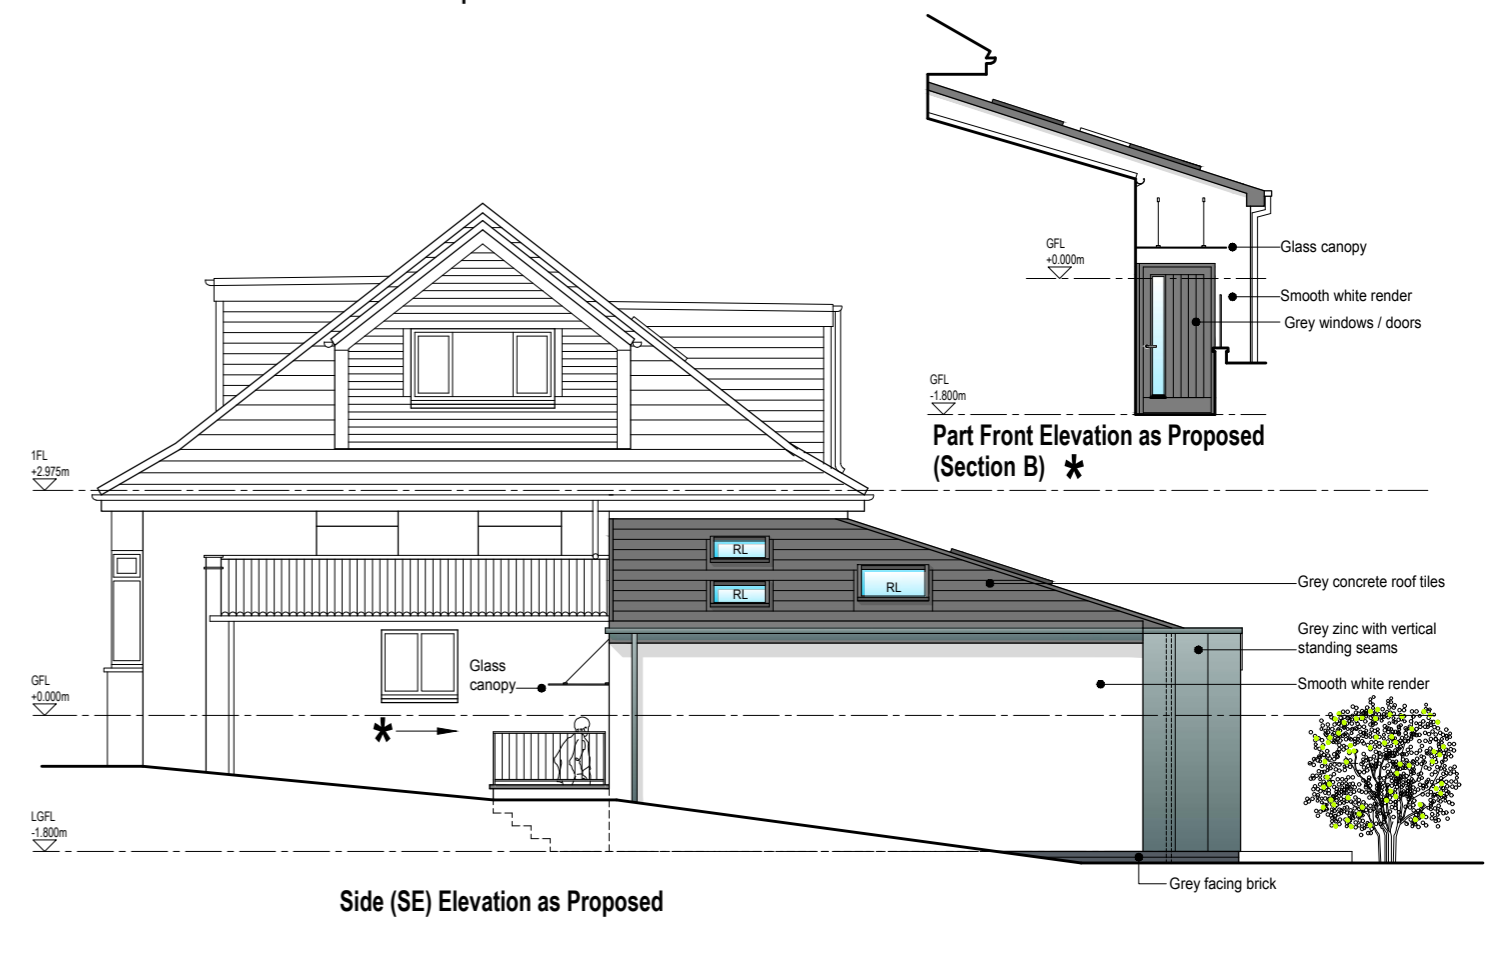 GFL
+0.000m
Glass canopy
Smooth white render
Grey windows / doors
GFL
-1.800m
Part Front Elevation as Proposed
(Section B) *
1FL
+2.975m
RL
RL
RL
Grey concrete roof tiles
Grey zinc with vertical
standing seams
Glass
canopy
Smooth white render
GFL
+0.000m
*
LGFL
-1.800m
Grey facing brick
Side (SE) Elevation as Proposed